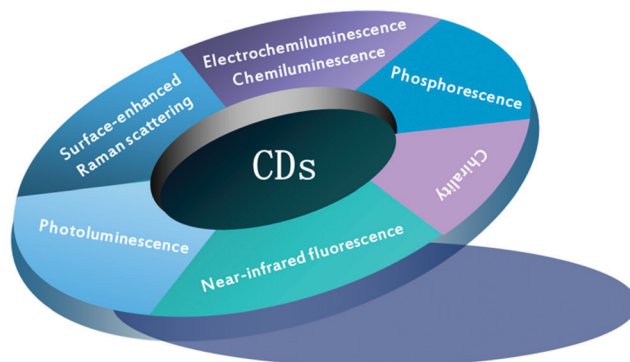 Electrochemiluminescence
Chemiluminescence
Phosphorescence
Chirality
Near-infrared fluorescence
Photoluminescence
Surface-enhanced
Raman scattering
CDs